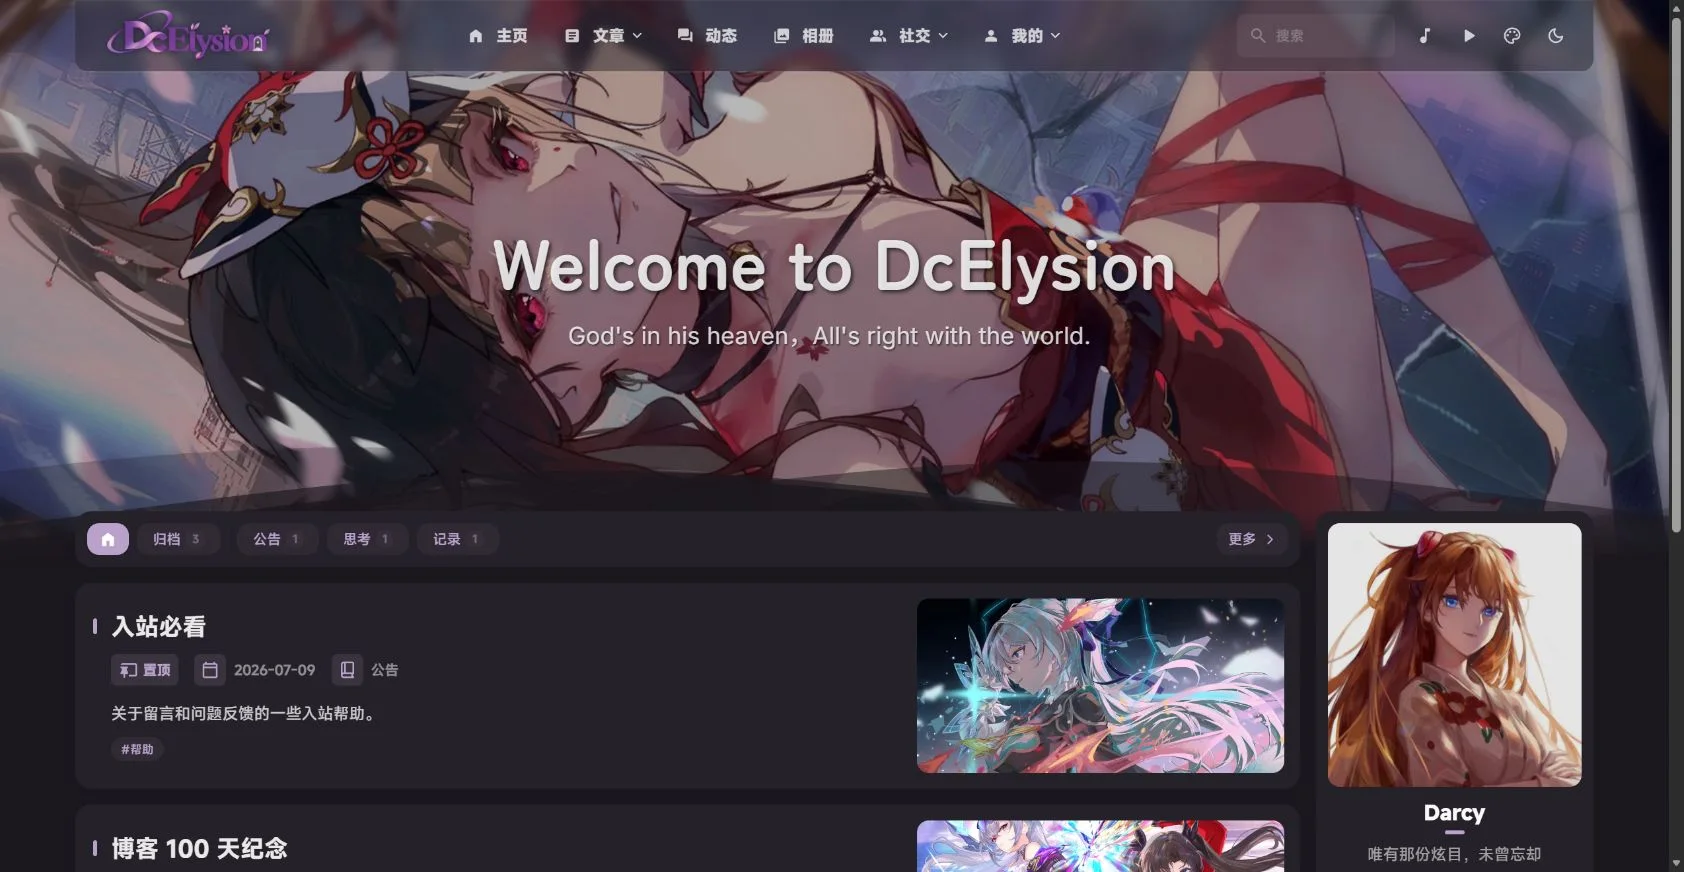 DcElysion
主页 文章 动态 相册 社交 我的 搜索
Welcome to DcElysion
God's in his heaven，All's right with the world.
归档 3 公告 1 思考 1 记录 1 更多
入站必看
置顶 2026-07-09 公告
关于留言和问题反馈的一些入站帮助。
#帮助
博客 100 天纪念
Darcy
唯有那份炫目，未曾忘却